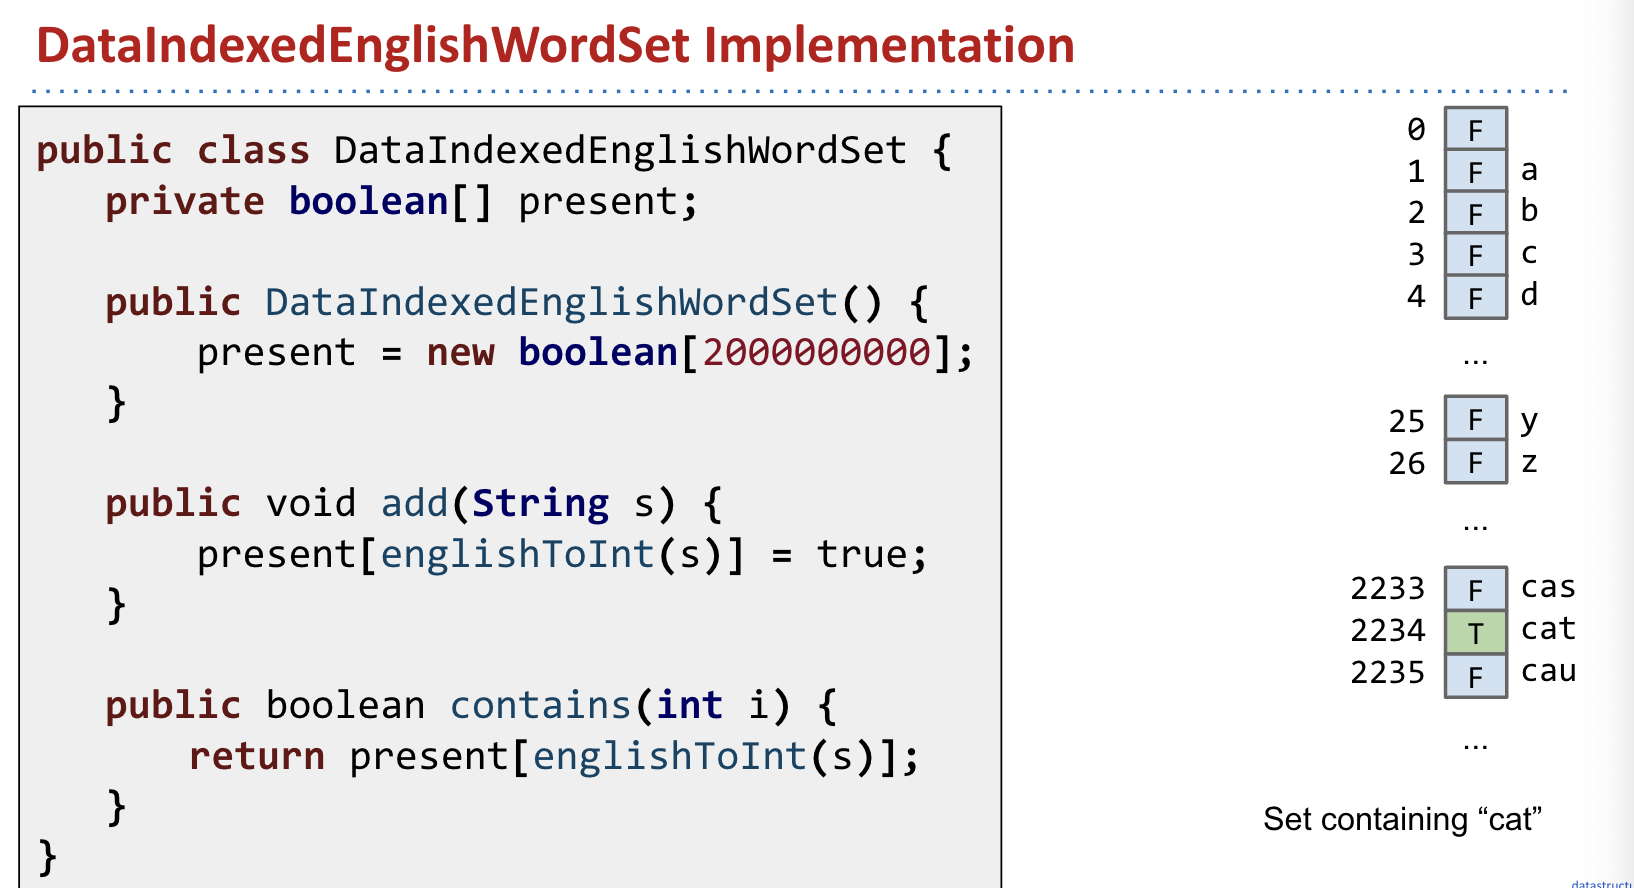 DataIndexedEnglishWordSet Implementation
public class DataIndexedEnglishWordSet {
private boolean[] present;
public DataIndexedEnglishWordSet() {
present = new boolean[2000000000];
}
public void add(String s) {
present[englishToInt(s)] = true;
}
public boolean contains(int i) {
return present[englishToInt(s)];
}
}
0 F
1 F a
2 F b
3 F c
4 F d
...
25 F y
26 F z
...
2233 F cas
2234 T cat
2235 F cau
...
Set containing “cat”